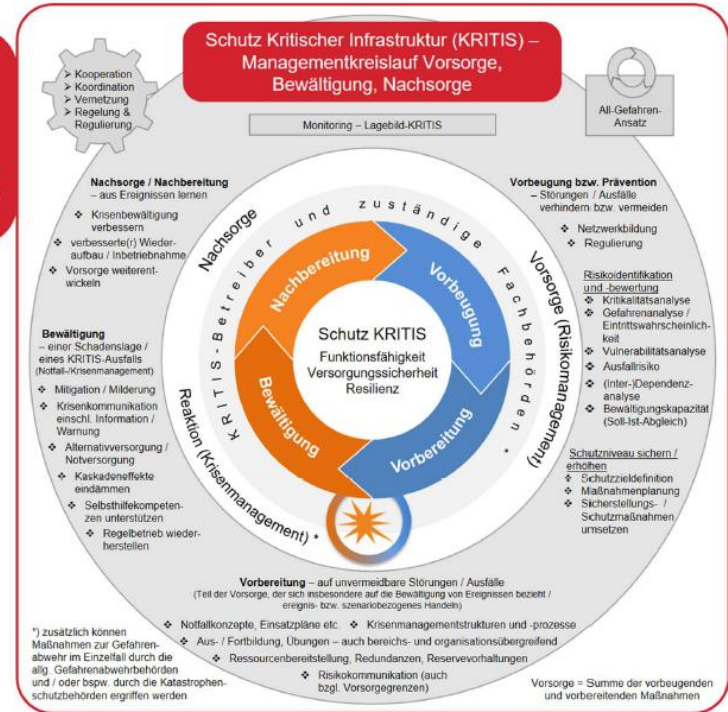 Schutz Kritischer Infrastruktur (KRITIS) –
Managementkreislauf Vorsorge,
Bewältigung, Nachsorge
➢ Kooperation
➢ Koordination
➢ Vernetzung
➢ Regelung &
Regulierung
All-Gefahren-
Ansatz
Monitoring – Lagebild-KRITIS
Nachsorge / Nachbereitung
– aus Ereignissen lernen
❖ Krisenbewältigung
verbessern
❖ verbesserte(r) Wieder-
aufbau / Inbetriebnahme
❖ Vorsorge weiterent-
wickeln
Bewältigung
– einer Schadenslage /
eines KRITIS-Ausfalls
(Notfall-/Krisenmanagement)
❖ Mitigation / Milderung
❖ Krisenkommunikation
einschl. Information /
Warnung
❖ Alternativversorgung /
Notversorgung
❖ Kaskadeneffekte
eindämmen
❖ Selbsthilfekompeten-
zen unterstützen
❖ Regelbetrieb wieder-
herstellen
Nachsorge
Reaktion (Krisenmanagement) *
Vorsorge (Risikomanagement)
KRITIS-Betreiber und zuständige Fachbehörden *
Nachbereitung
Vorbeugung
Bewältigung
Vorbereitung
Schutz KRITIS
Funktionsfähigkeit
Versorgungssicherheit
Resilienz
Vorbeugung bzw. Prävention
– Störungen / Ausfälle
verhindern bzw. vermeiden
❖ Netzwerkbildung
❖ Regulierung
Risikoidentifikation
und -bewertung
❖ Kritikalitätsanalyse
❖ Gefahrenanalyse /
Eintrittswahrscheinlich-
keit
❖ Vulnerabilitätsanalyse
❖ Ausfallrisiko
❖ (Inter-)Dependenz-
analyse
❖ Bewältigungskapazität
(Soll-Ist-Abgleich)
Schutzniveau sichern /
erhöhen
❖ Schutzzieldefinition
❖ Maßnahmenplanung
❖ Sicherstellungs- /
Schutzmaßnahmen
umsetzen
Vorbereitung – auf unvermeidbare Störungen / Ausfälle
(Teil der Vorsorge, der sich insbesondere auf die Bewältigung von Ereignissen bezieht /
ereignis- bzw. szenariobezogenes Handeln)
❖ Notfallkonzepte, Einsatzpläne etc. ❖ Krisenmanagementstrukturen und -prozesse
❖ Aus- / Fortbildung, Übungen – auch bereichs- und organisationsübergreifend
❖ Ressourcenbereitstellung, Redundanzen, Reservevorhaltungen
❖ Risikokommunikation (auch
bzgl. Vorsorgegrenzen)
*) zusätzlich können
Maßnahmen zur Gefahren-
abwehr im Einzelfall durch die
allg. Gefahrenabwehrbehörden
und / oder bspw. durch die Katastrophen-
schutzbehörden ergriffen werden
Vorsorge = Summe der vorbeugenden
und vorbereitenden Maßnahmen